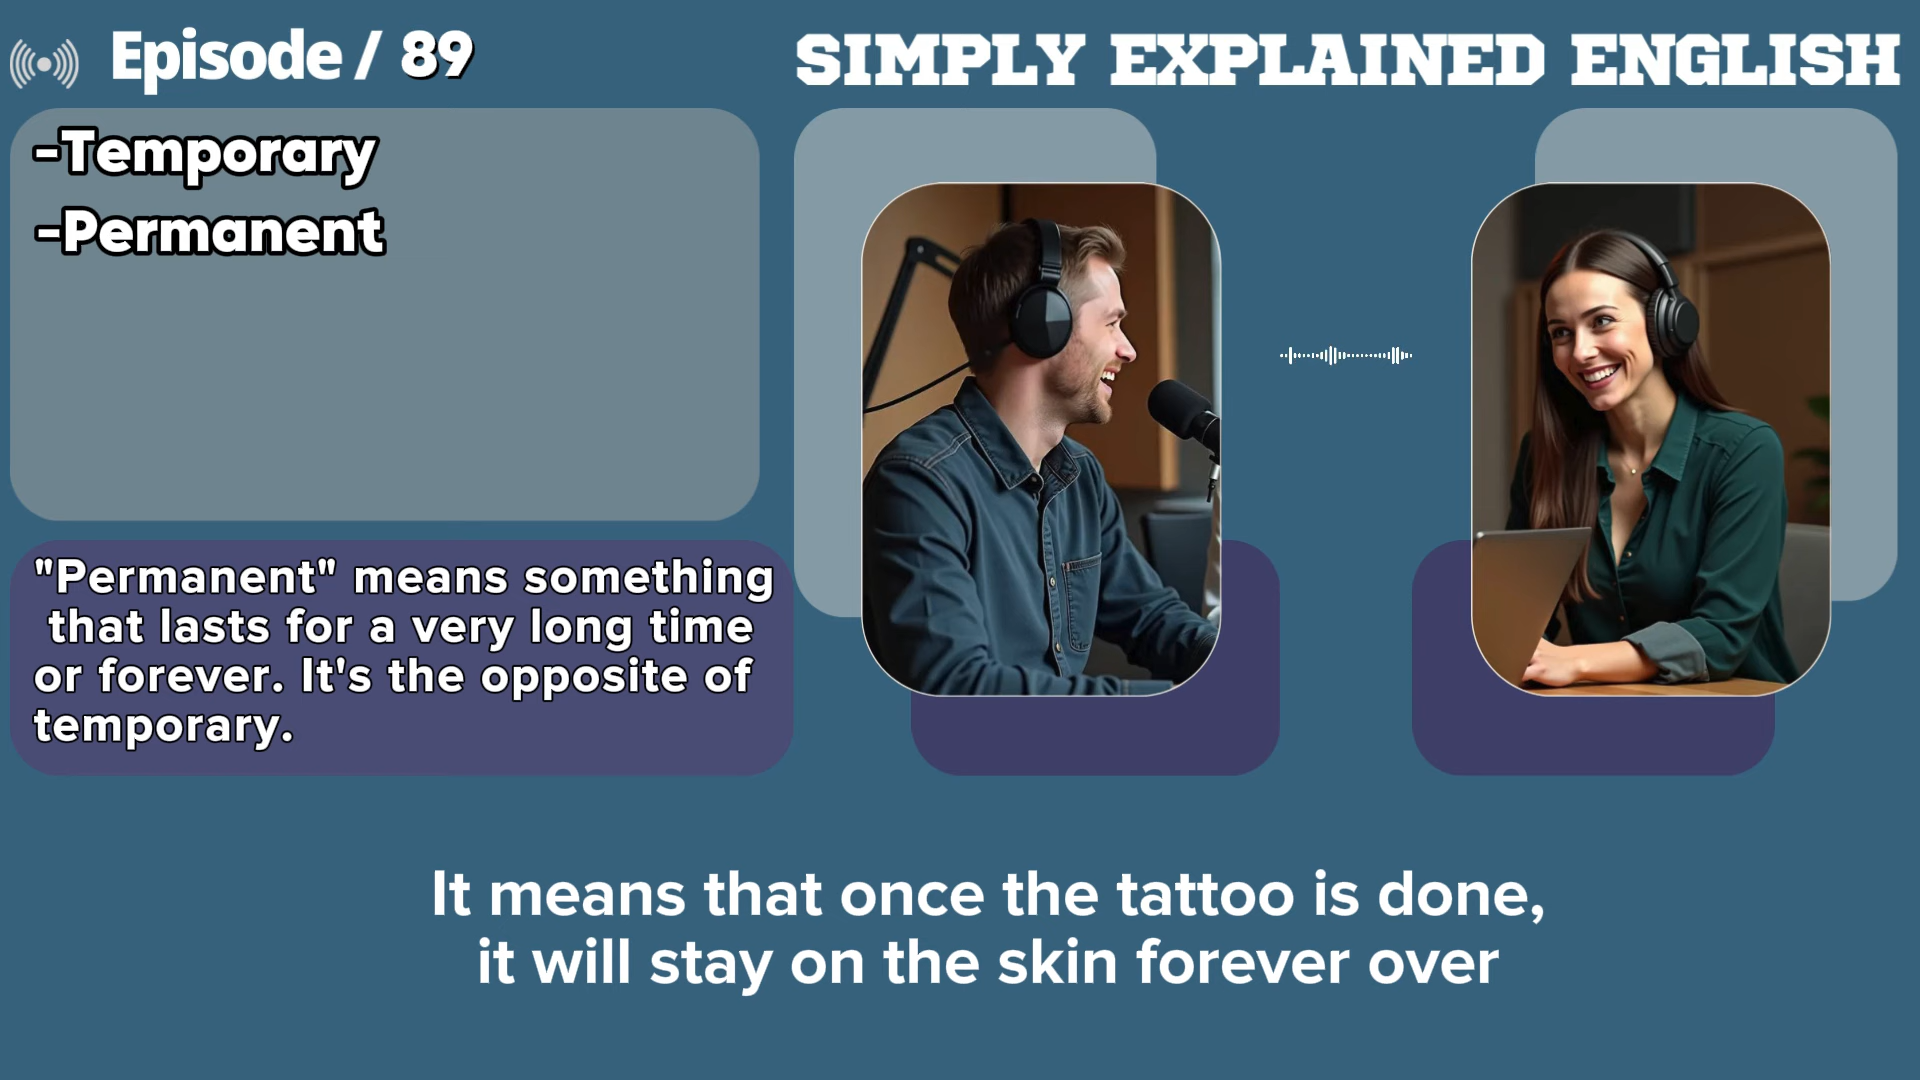 Episode / 89
SIMPLY EXPLAINED ENGLISH
-Temporary
-Permanent
"Permanent" means something
that lasts for a very long time
or forever. It's the opposite of
temporary.
It means that once the tattoo is done,
it will stay on the skin forever over